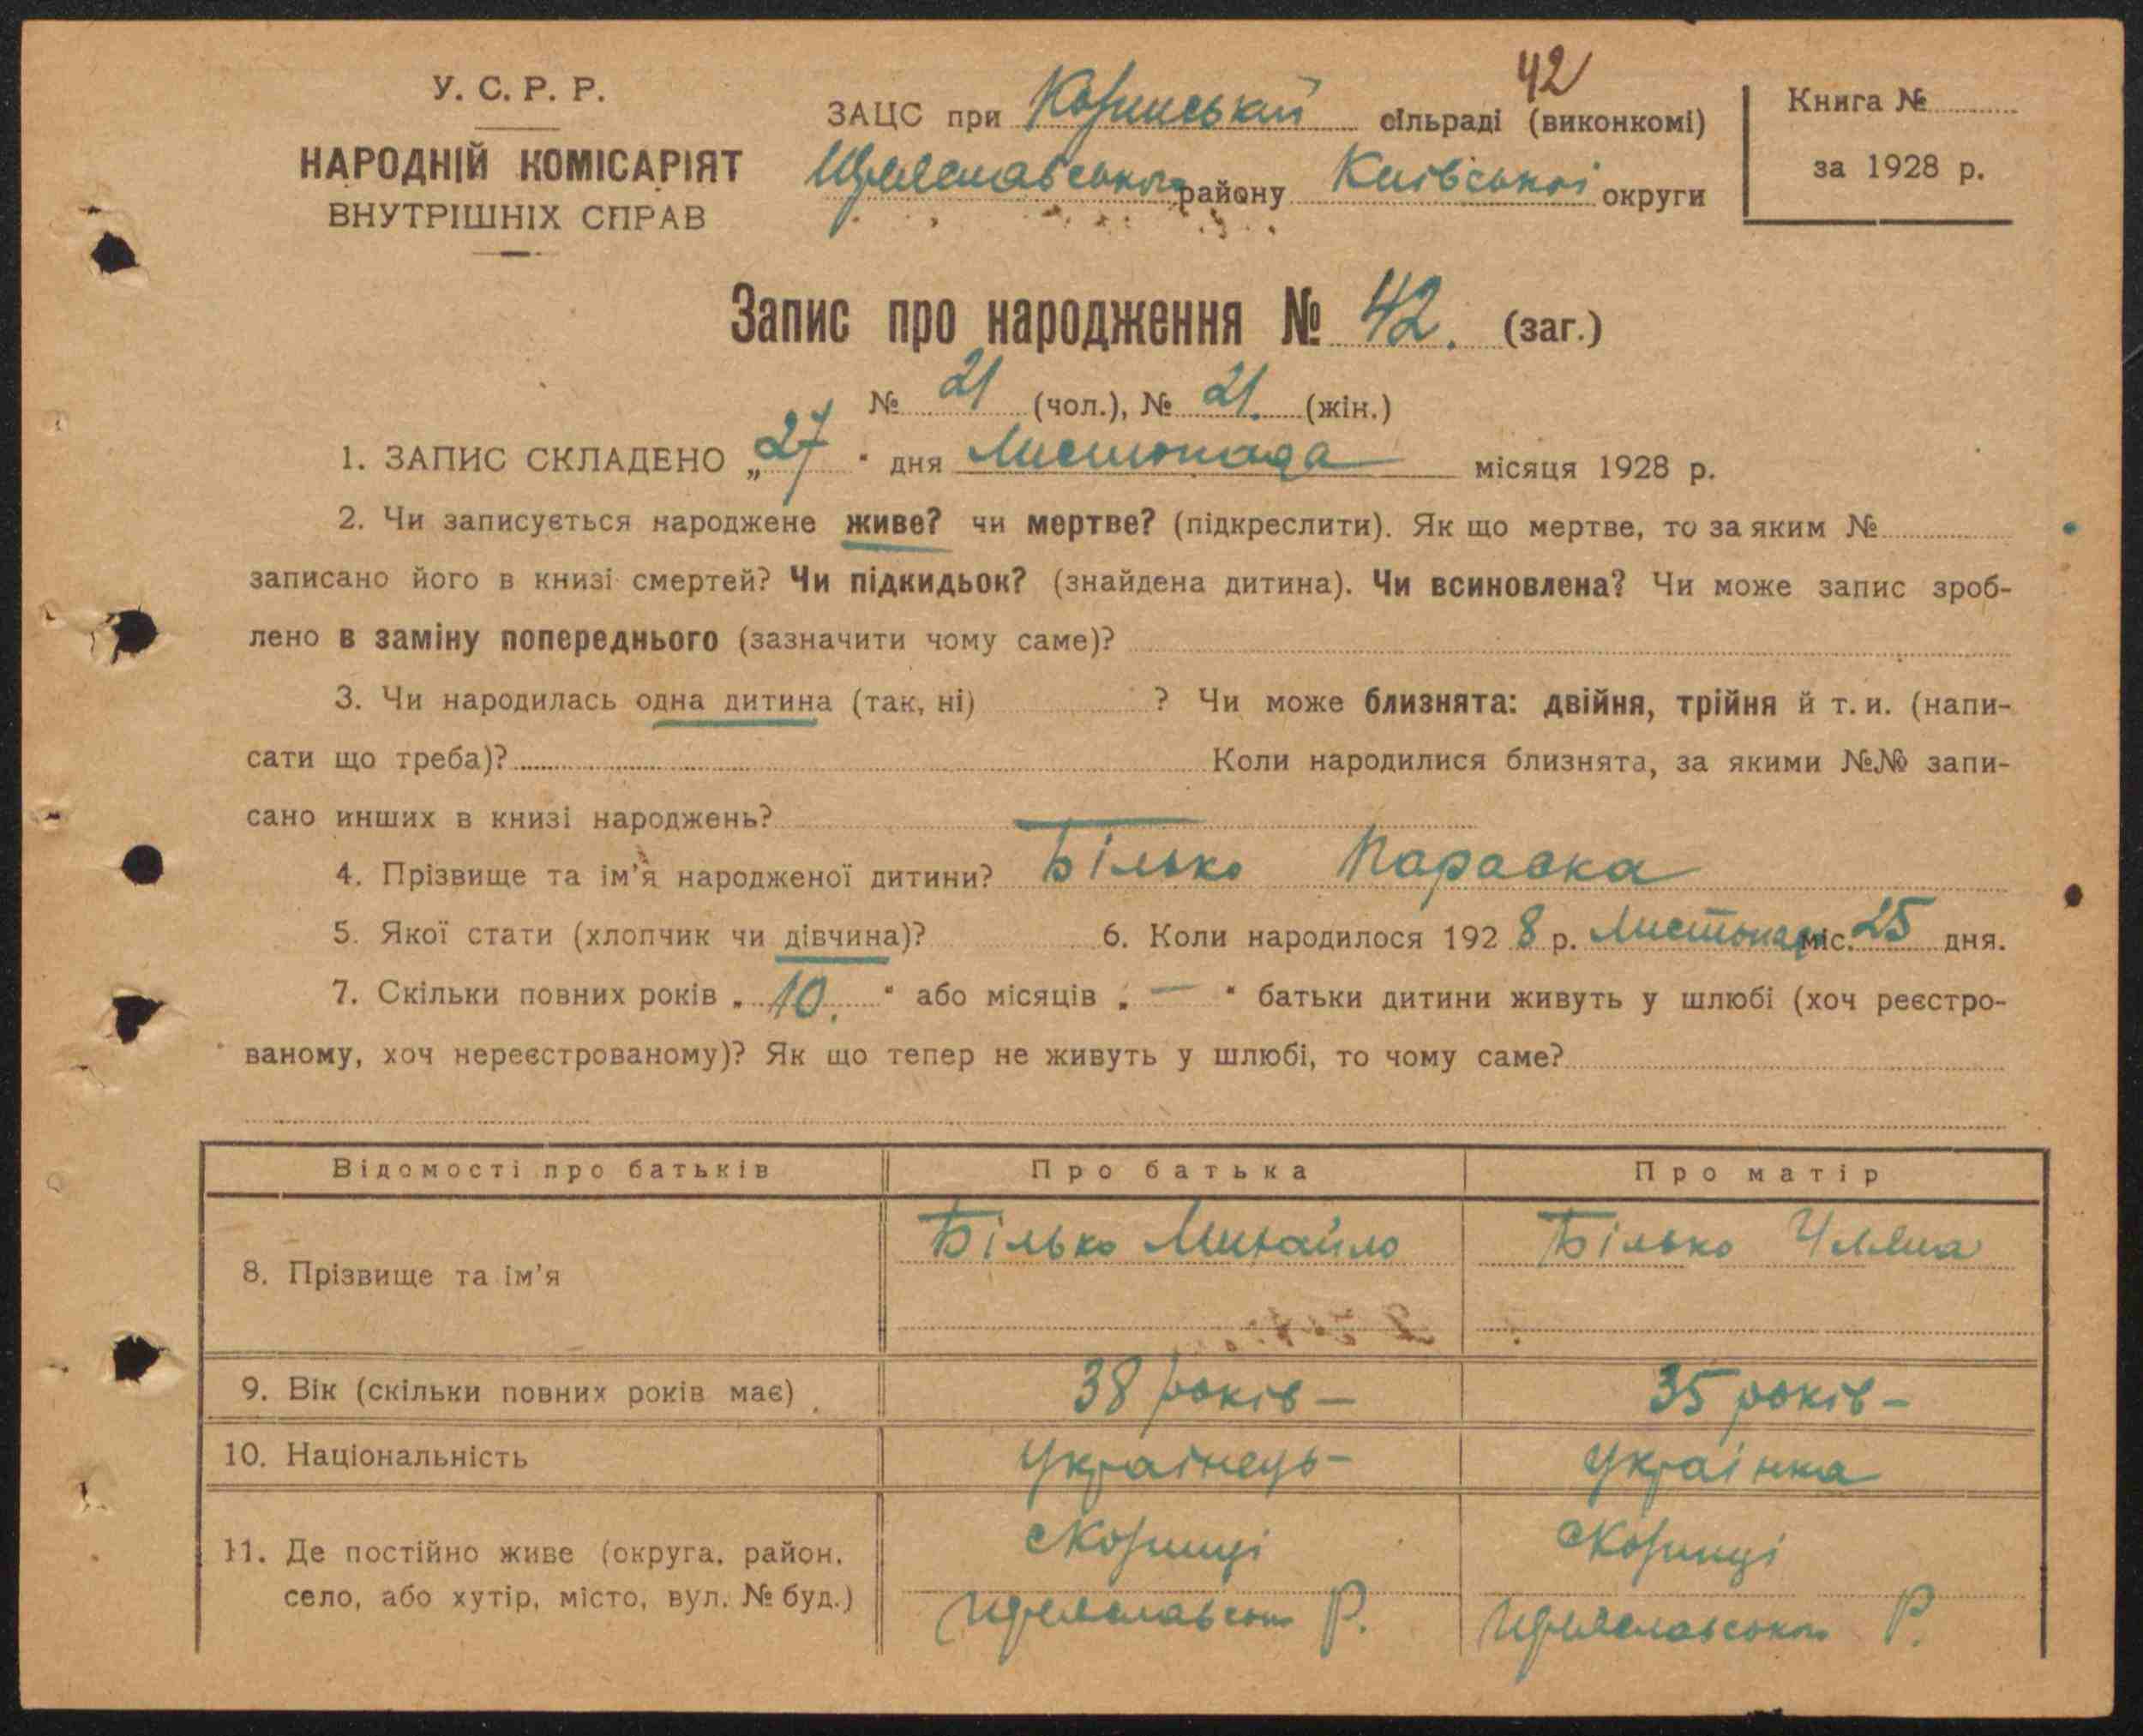 42
У. С. Р. Р.
НАРОДНІЙ КОМІСАРІЯТ
ВНУТРІШНІХ СПРАВ
ЗАЦС при сільраді (виконкомі)
району Київської округи
Книга №
за 1928 р.
Запис про народження № 42. (заг.)
№ 21 (чол.), № 21. (жін.)
1. ЗАПИС СКЛАДЕНО „27" дня Листопада місяця 1928 р.
2. Чи записується народжене живе? чи мертве? (підкреслити). Як що мертве, то за яким №
записано його в книзі смертей? Чи підкидьок? (знайдена дитина). Чи всиновлена? Чи може запис зроб-
лено в заміну попереднього (зазначити чому саме)?
3. Чи народилась одна дитина (так, ні) ? Чи може близнята: двійня, трійня й т. и. (напи-
сати що треба)? Коли народилися близнята, за якими №№ запи-
сано инших в книзі народжень?
4. Прізвище та ім'я народженої дитини? Білько Параска
5. Якої стати (хлопчик чи дівчина)? 6. Коли народилося 1928 р. Листопад міс. 25 дня.
7. Скільки повних років „10." або місяців „—" батьки дитини живуть у шлюбі (хоч реєстро-
ваному, хоч нереєстрованому)? Як що тепер не живуть у шлюбі, то чому саме?
Відомості про батьків Про батька Про матір
8. Прізвище та ім'я Білько Михайло Білько
9. Вік (скільки повних років має) 38 років — 35 років —
10. Національність Українець — Українка
11. Де постійно живе (округа, район, село, або хутір, місто, вул. № буд.) с Коринці с Коринці
Р. Р.